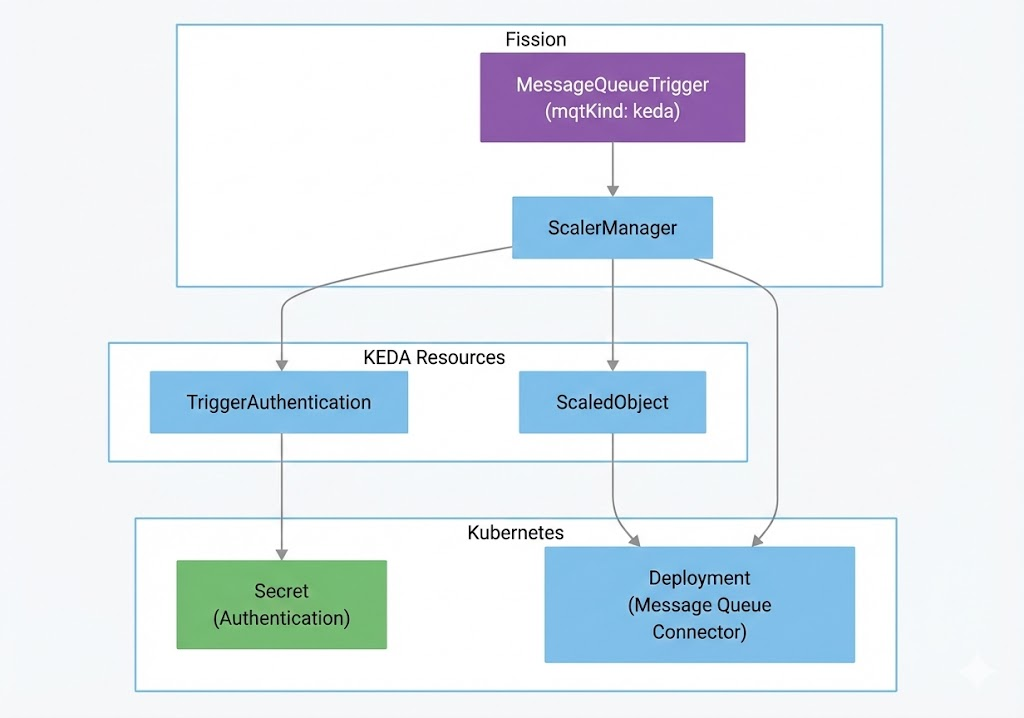 Fission
MessageQueueTrigger
(mqtKind: keda)
ScalerManager
KEDA Resources
TriggerAuthentication
ScaledObject
Kubernetes
Secret
(Authentication)
Deployment
(Message Queue
Connector)